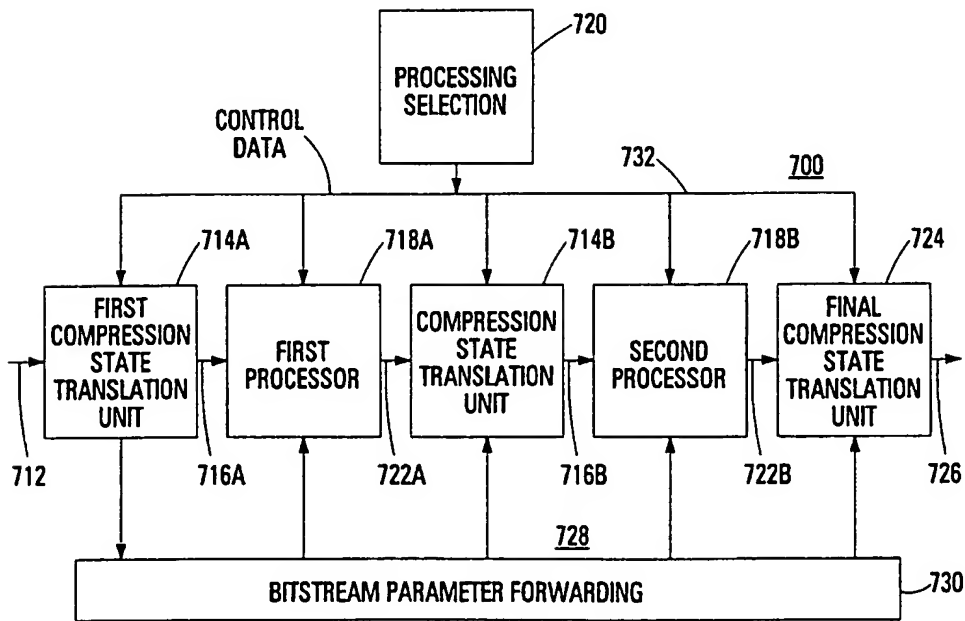 720
PROCESSING
SELECTION
CONTROL
DATA
732
700
714A
718A
714B
718B
724
FIRST
COMPRESSION
STATE
TRANSLATION
UNIT
FIRST
PROCESSOR
COMPRESSION
STATE
TRANSLATION
UNIT
SECOND
PROCESSOR
FINAL
COMPRESSION
STATE
TRANSLATION
UNIT
712
716A
722A
716B
722B
726
728
BITSTREAM PARAMETER FORWARDING
730